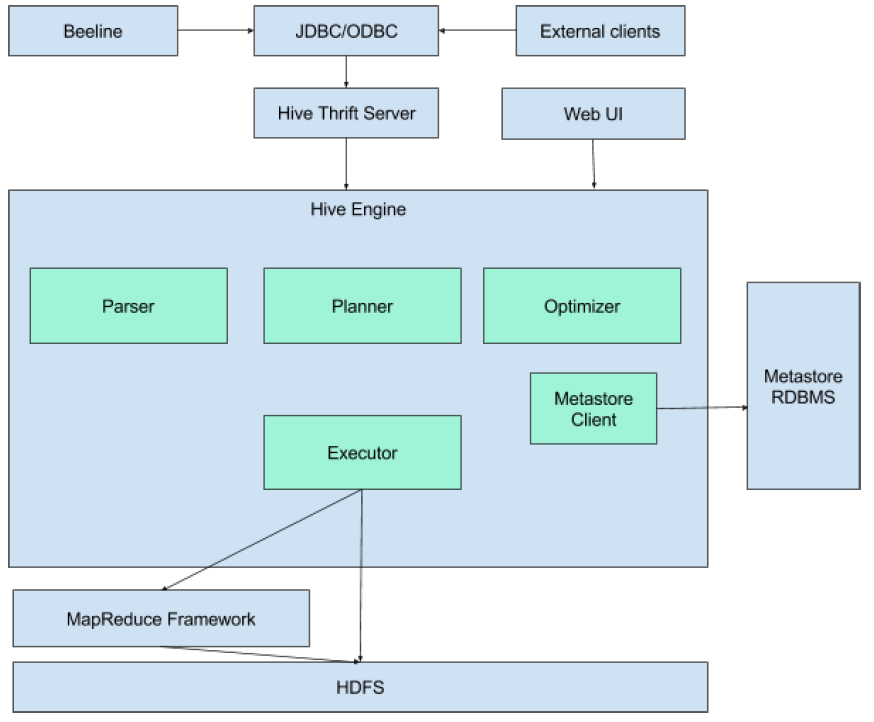 Beeline
JDBC/ODBC
External clients
Hive Thrift Server
Web UI
Hive Engine
Parser
Planner
Optimizer
Metastore
Client
Metastore
RDBMS
Executor
MapReduce Framework
HDFS